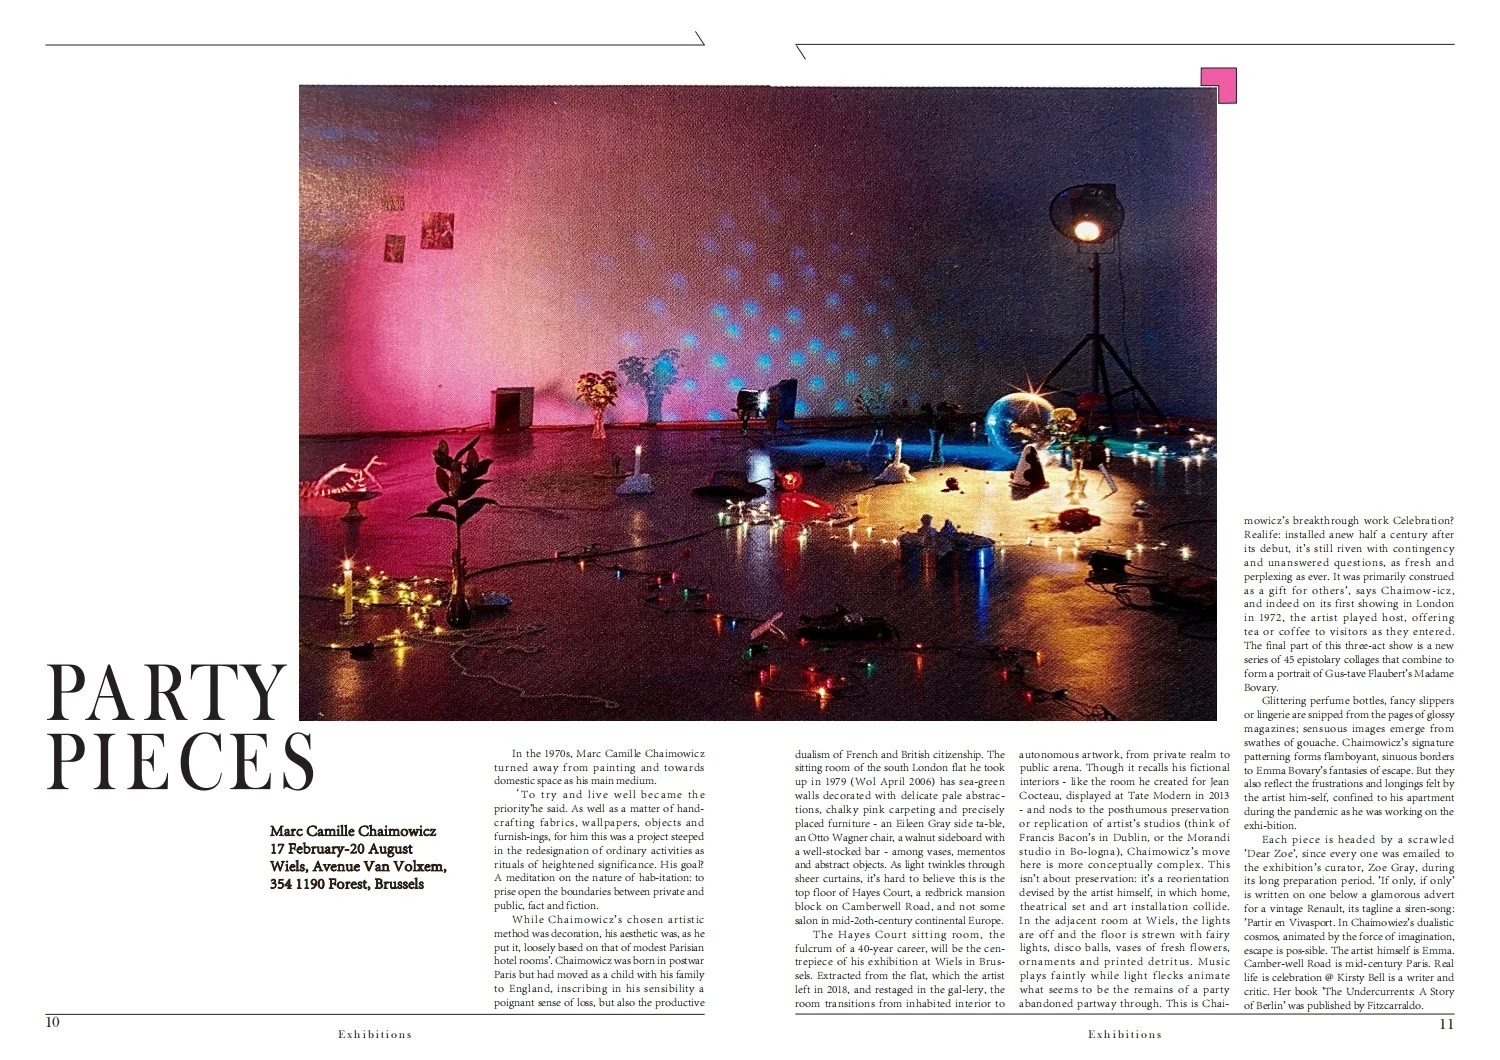 PARTY
PIECES
Marc Camille Chaimowicz
17 February-20 August
Wiels, Avenue Van Volxem,
354 1190 Forest, Brussels
In the 1970s, Marc Camille Chaimowicz
turned away from painting and towards
domestic space as his main medium.
‘To try and live well became the
priority’he said. As well as a matter of hand-
crafting fabrics, wallpapers, objects and
furnish-ings, for him this was a project steeped
in the redesignation of ordinary activities as
rituals of heightened significance. His goal?
A meditation on the nature of hab-itation: to
prise open the boundaries between private and
public, fact and fiction.
While Chaimowicz's chosen artistic
method was decoration, his aesthetic was, as he
put it, loosely based on that of modest Parisian
hotel rooms'. Chaimowicz was born in postwar
Paris but had moved as a child with his family
to England, inscribing in his sensibility a
poignant sense of loss, but also the productive
10
Exhibitions
dualism of French and British citizenship. The
sitting room of the south London flat he took
up in 1979 (Wol April 2006) has sea-green
walls decorated with delicate pale abstrac-
tions, chalky pink carpeting and precisely
placed furniture - an Eileen Gray side ta-ble,
an Otto Wagner chair, a walnut sideboard with
a well-stocked bar - among vases, mementos
and abstract objects. As light twinkles through
sheer curtains, it's hard to believe this is the
top floor of Hayes Court, a redbrick mansion
block on Camberwell Road, and not some
salon in mid-2oth-century continental Europe.
The Hayes Court sitting room, the
fulcrum of a 40-year career, will be the cen-
trepiece of his exhibition at Wiels in Brus-
sels. Extracted from the flat, which the artist
left in 2018, and restaged in the gal-lery, the
room transitions from inhabited interior to
autonomous artwork, from private realm to
public arena. Though it recalls his fictional
interiors - like the room he created for Jean
Cocteau, displayed at Tate Modern in 2013
- and nods to the posthumous preservation
or replication of artist's studios (think of
Francis Bacon's in Dublin, or the Morandi
studio in Bo-logna), Chaimowicz's move
here is more conceptually complex. This
isn't about preservation: it's a reorientation
devised by the artist himself, in which home,
theatrical set and art installation collide.
In the adjacent room at Wiels, the lights
are off and the floor is strewn with fairy
lights, disco balls, vases of fresh flowers,
ornaments and printed detritus. Music
plays faintly while light flecks animate
what seems to be the remains of a party
abandoned partway through. This is Chai-
mowicz's breakthrough work Celebration?
Realife: installed anew half a century after
its debut, it's still riven with contingency
and unanswered questions, as fresh and
perplexing as ever. It was primarily construed
as a gift for others', says Chaimow-icz,
and indeed on its first showing in London
in 1972, the artist played host, offering
tea or coffee to visitors as they entered.
The final part of this three-act show is a new
series of 45 epistolary collages that combine to
form a portrait of Gus-tave Flaubert's Madame
Bovary.
Glittering perfume bottles, fancy slippers
or lingerie are snipped from the pages of glossy
magazines; sensuous images emerge from
swathes of gouache. Chaimowicz's signature
patterning forms flamboyant, sinuous borders
to Emma Bovary's fantasies of escape. But they
also reflect the frustrations and longings felt by
the artist him-self, confined to his apartment
during the pandemic as he was working on the
exhi-bition.
Each piece is headed by a scrawled
'Dear Zoe', since every one was emailed to
the exhibition's curator, Zoe Gray, during
its long preparation period. 'If only, if only'
is written on one below a glamorous advert
for a vintage Renault, its tagline a siren-song:
'Partir en Vivasport. In Chaimowiez's dualistic
cosmos, animated by the force of imagination,
escape is pos-sible. The artist himself is Emma.
Camber-well Road is mid-century Paris. Real
life is celebration @ Kirsty Bell is a writer and
critic. Her book 'The Undercurrents: A Story
of Berlin' was published by Fitzcarraldo.
11
Exhibitions